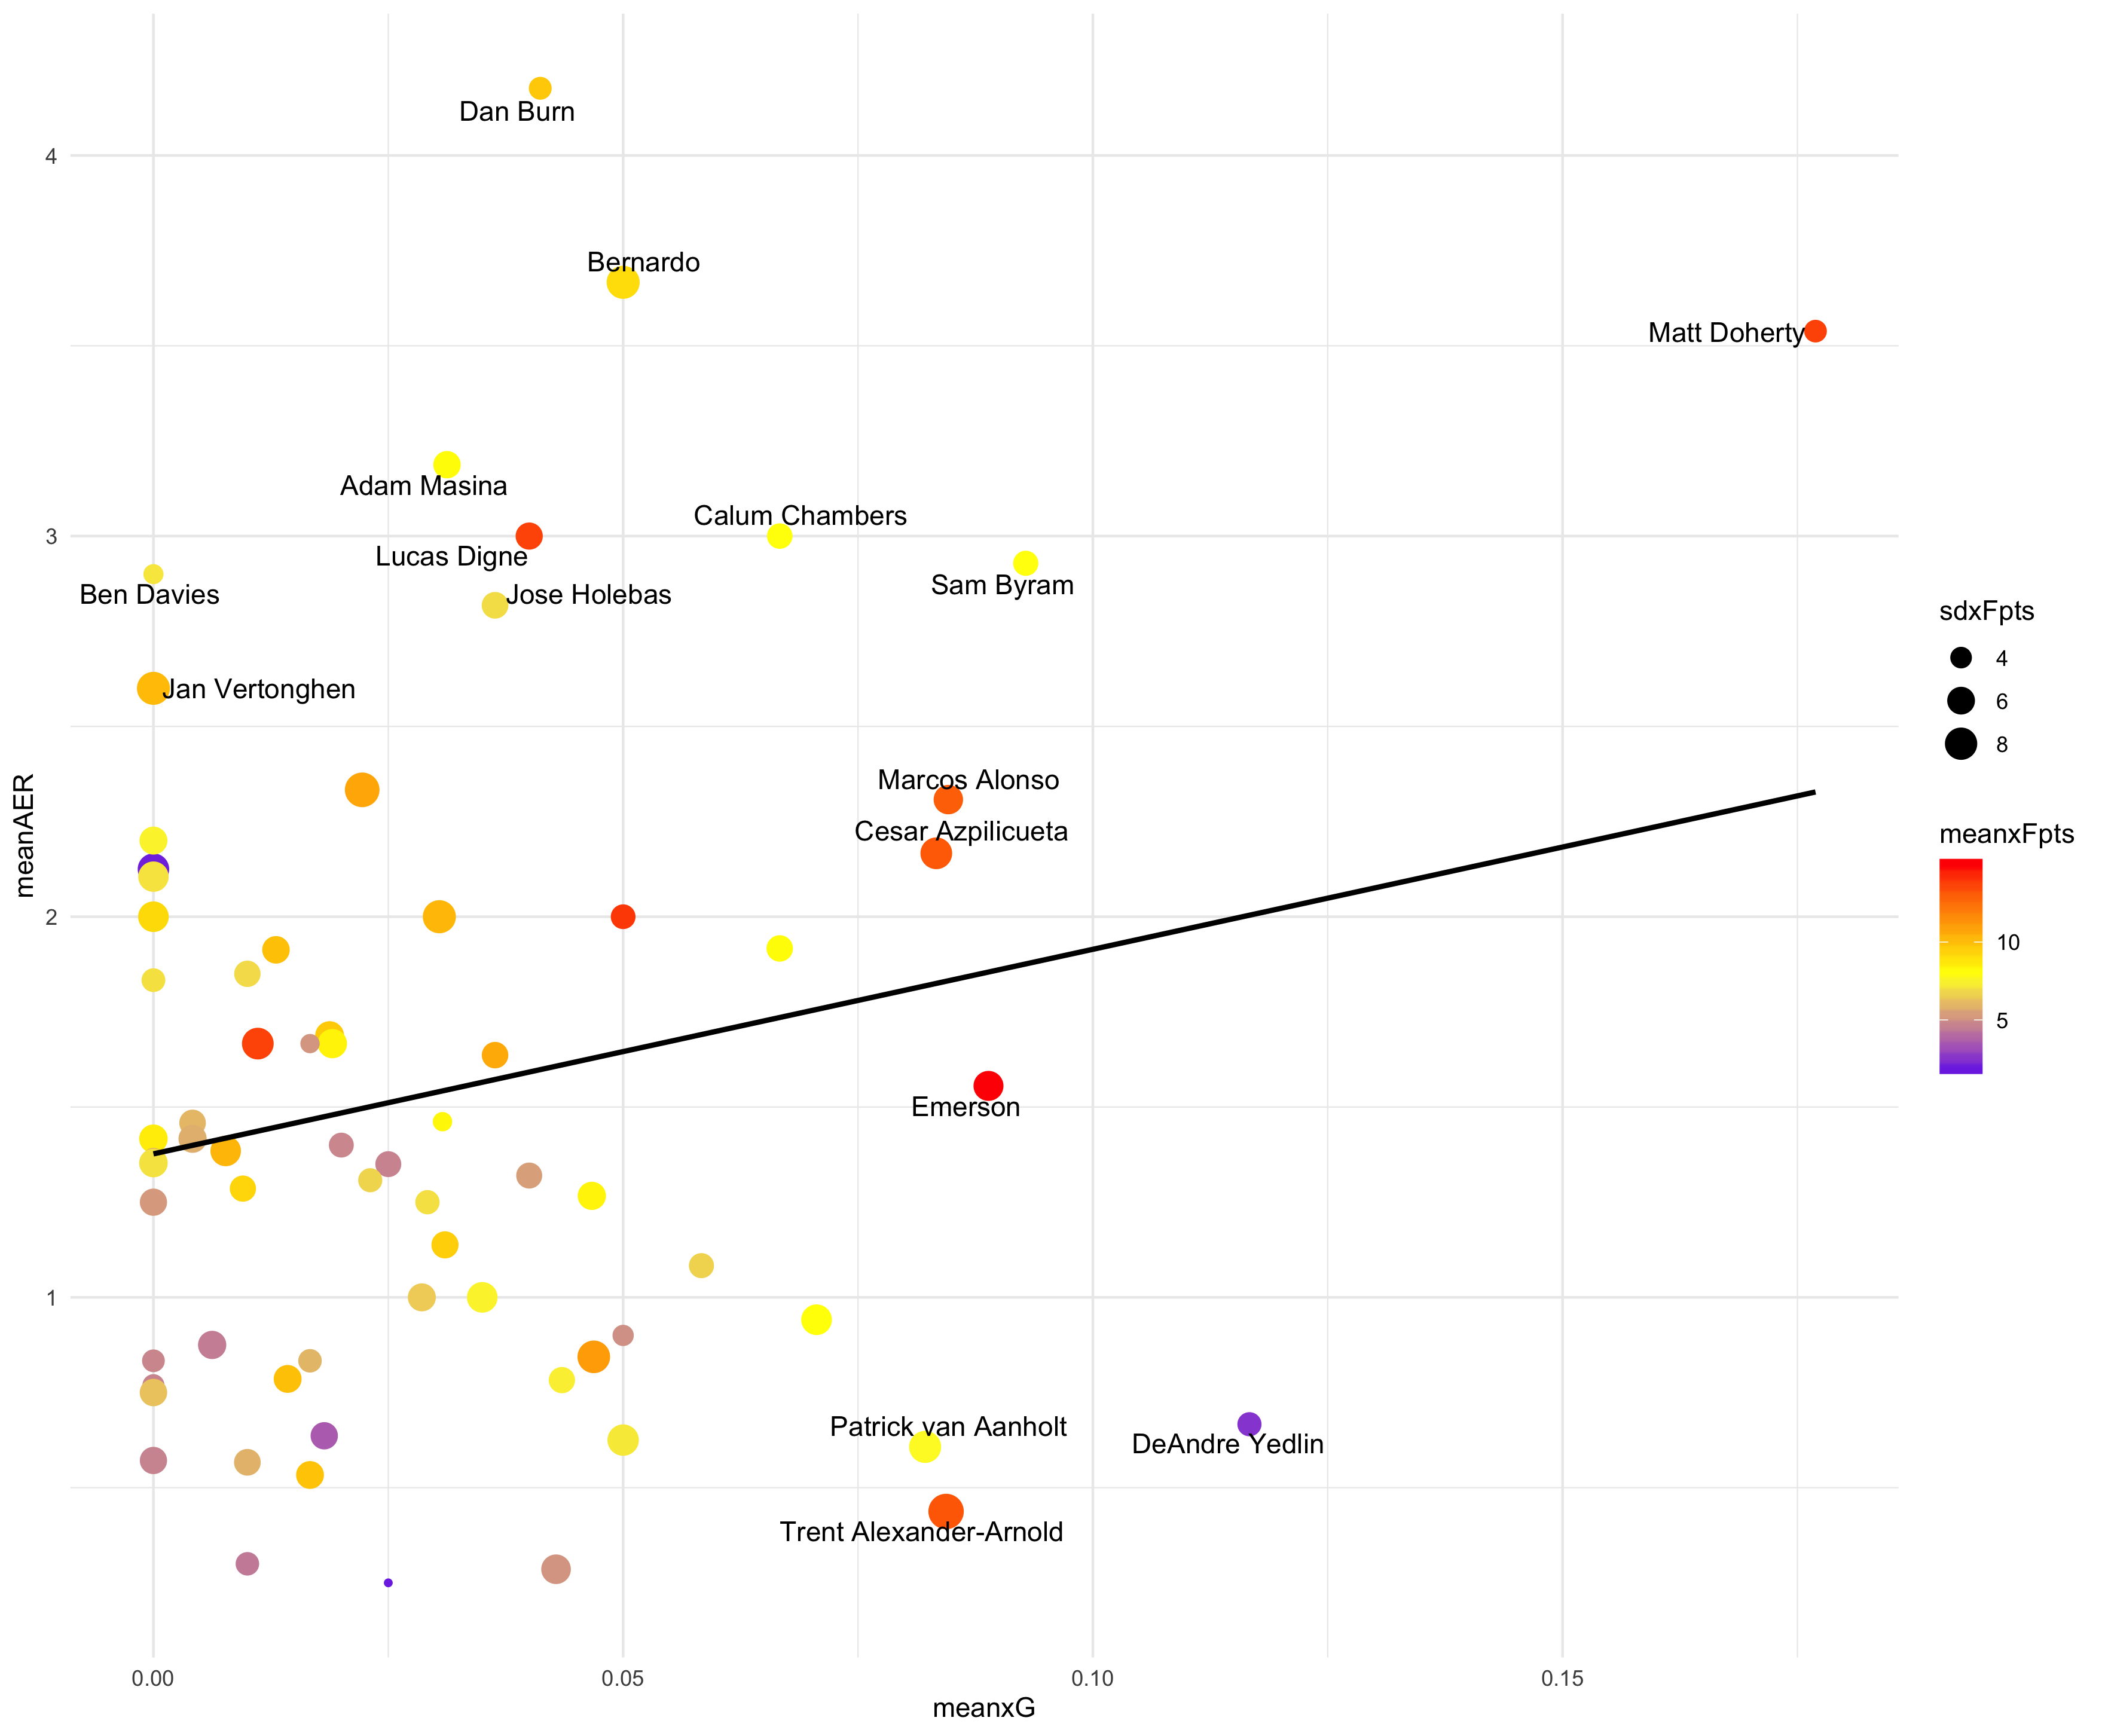 Dan Burn
4
Bernardo
Matt Doherty
Adam Masina
Calum Chambers
3
Lucas Digne
Sam Byram
Ben Davies
Jose Holebas
sdxFpts
4
Jan Vertonghen
6
8
Marcos Alonso
Cesar Azpilicueta
meanxFpts
meanAER
2
10
5
Emerson
1
Patrick van Aanholt
DeAndre Yedlin
Trent Alexander-Arnold
0.00
0.05
0.10
0.15
meanxG